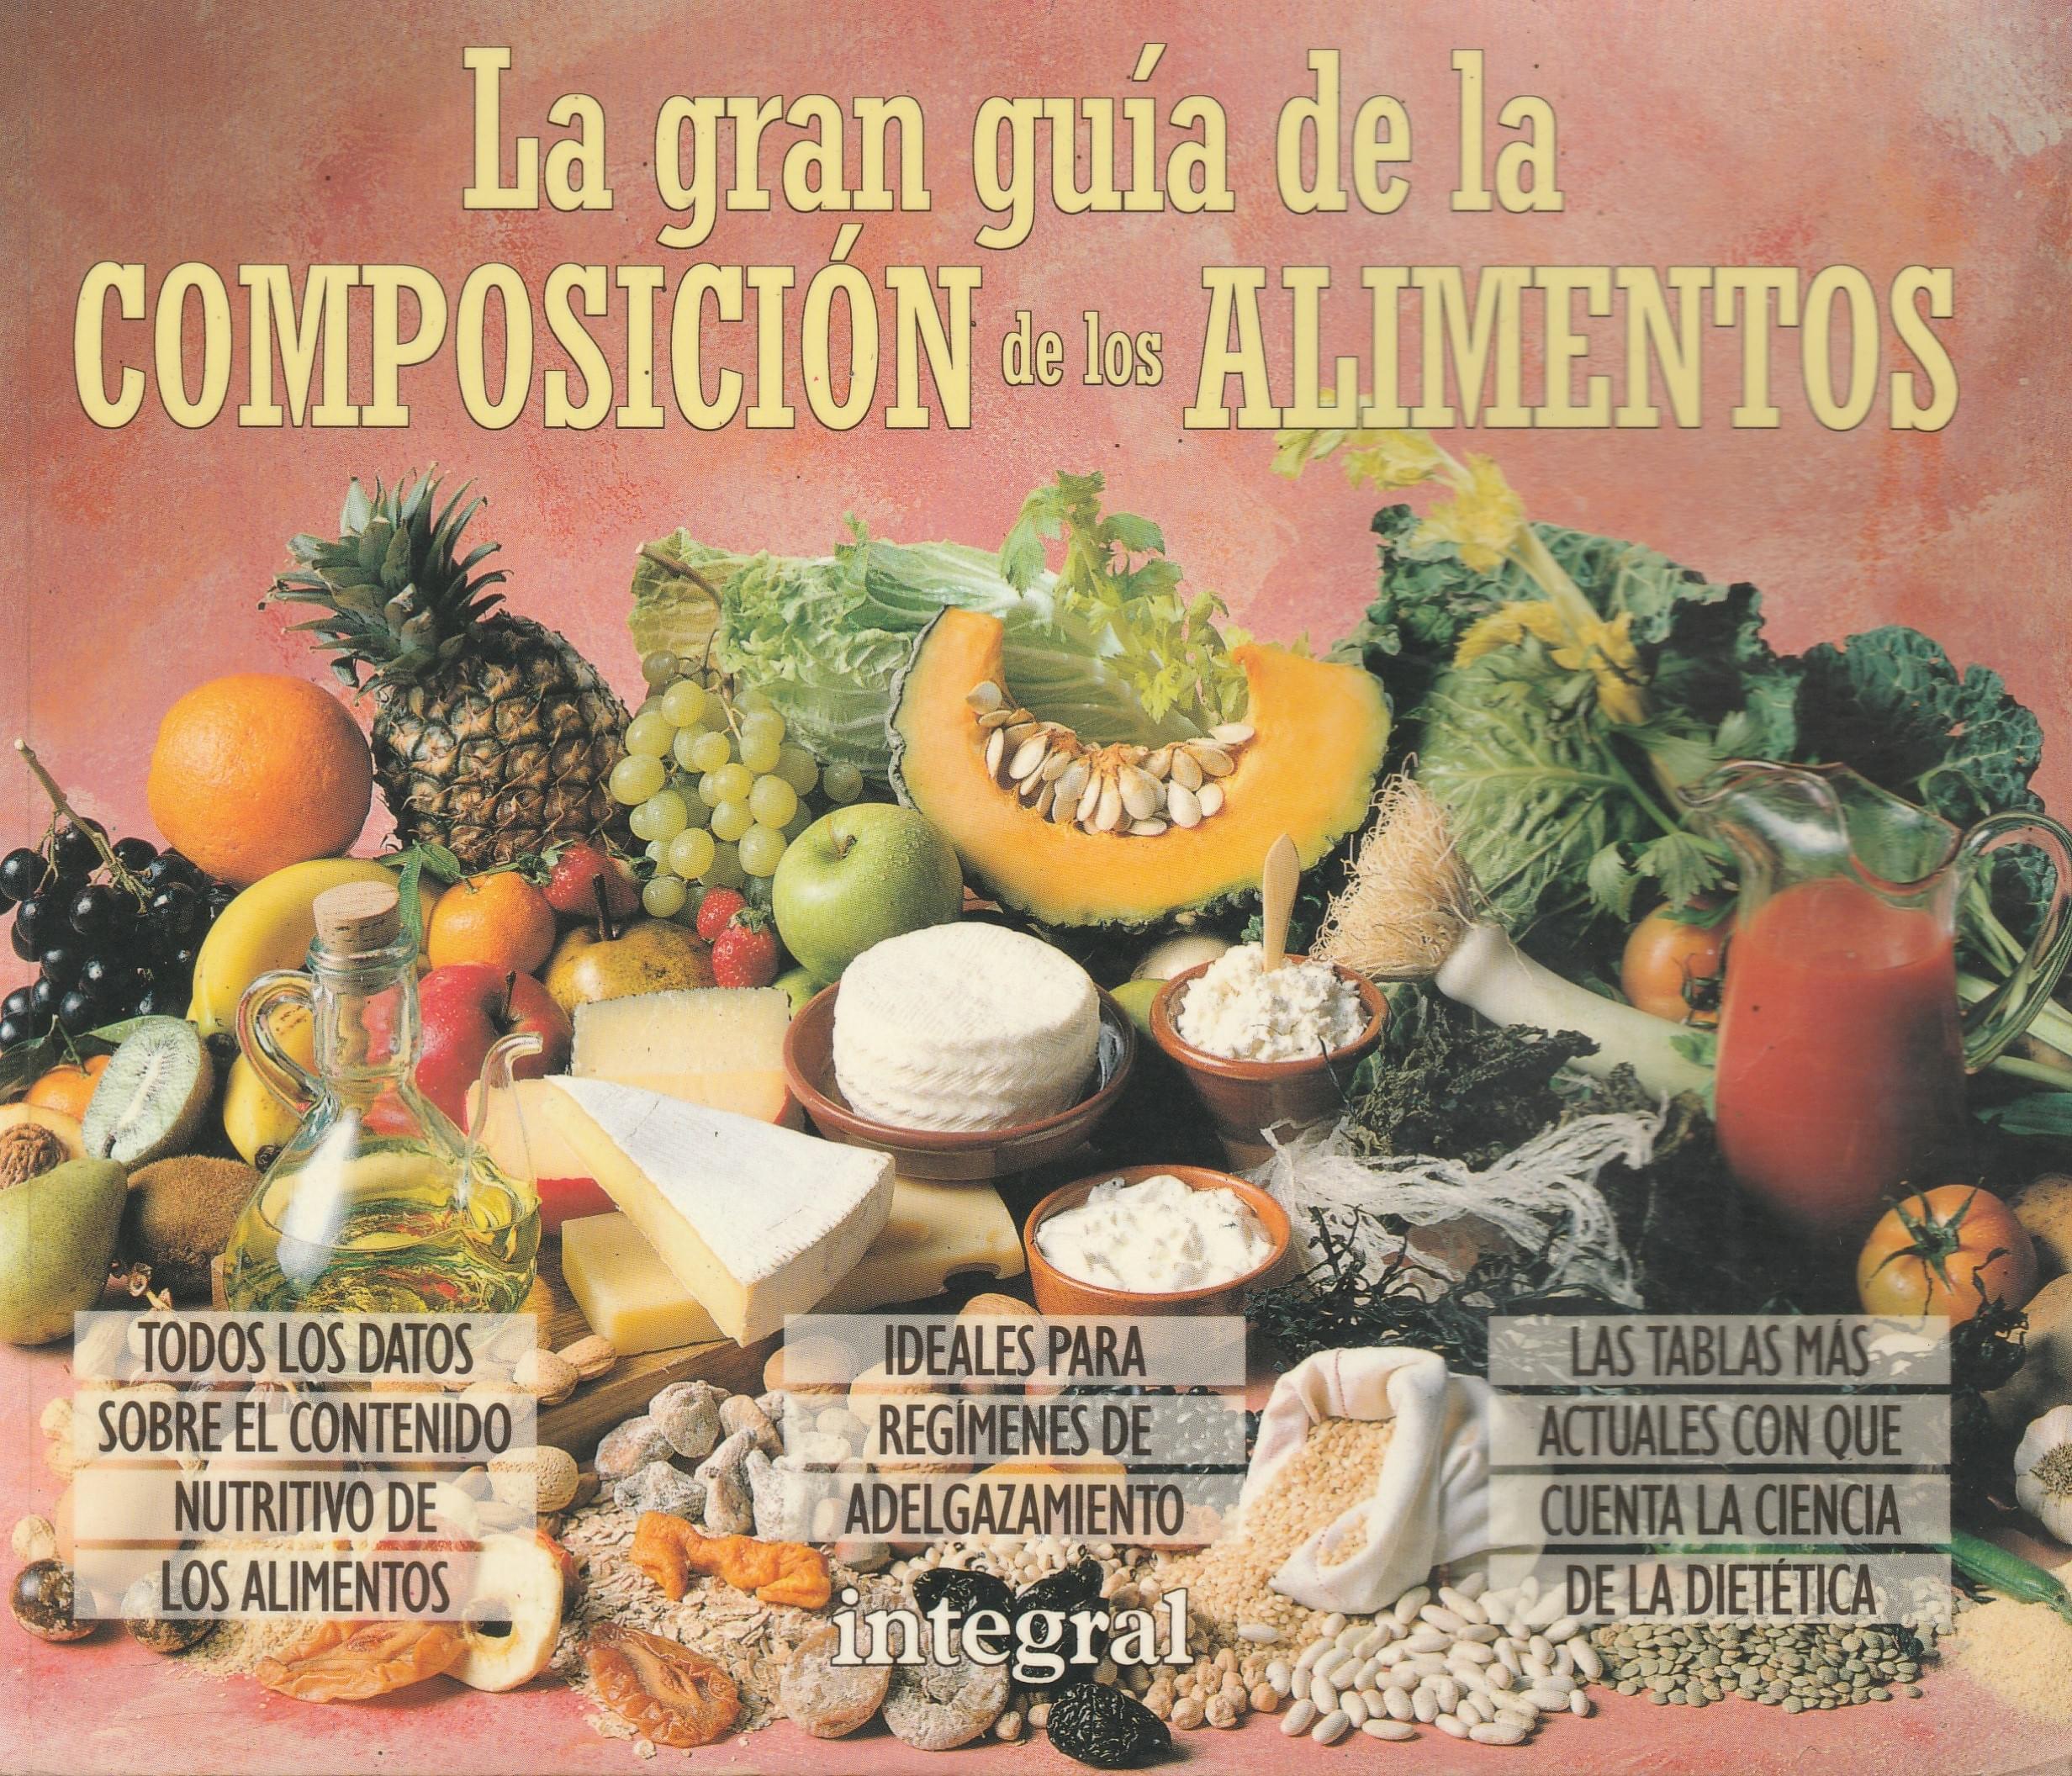 La gran guía de la
COMPOSICIÓN de los ALIMENTOS
TODOS LOS DATOS
SOBRE EL CONTENIDO
NUTRITIVO DE
LOS ALIMENTOS
IDEALES PARA
REGÍMENES DE
ADELGAZAMIENTO
LAS TABLAS MÁS
ACTUALES CON QUE
CUENTA LA CIENCIA
DE LA DIETÉTICA
integral